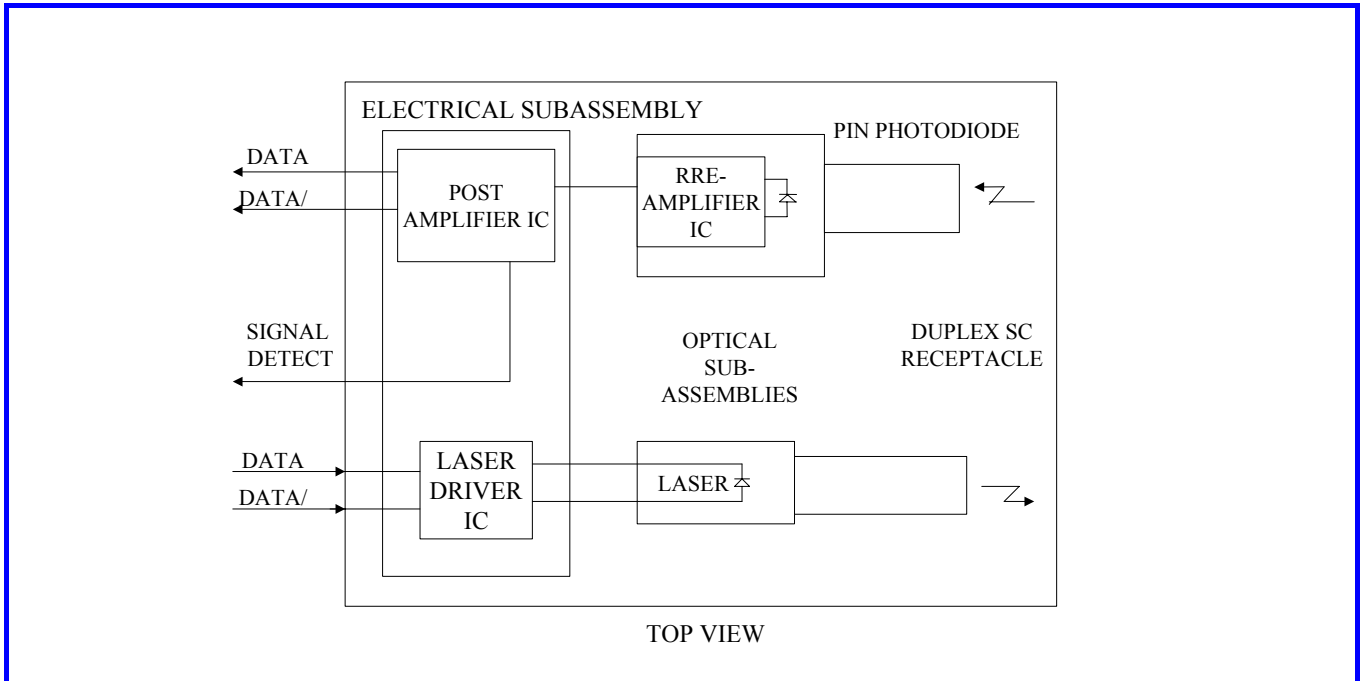 ELECTRICAL SUBASSEMBLY
PIN PHOTODIODE
DATA
DATA/
POST
AMPLIFIER IC
RRE-
AMPLIFIER
IC
SIGNAL
DETECT
OPTICAL
SUB-
ASSEMBLIES
DUPLEX SC
RECEPTACLE
DATA
DATA/
LASER
DRIVER
IC
LASER
TOP VIEW